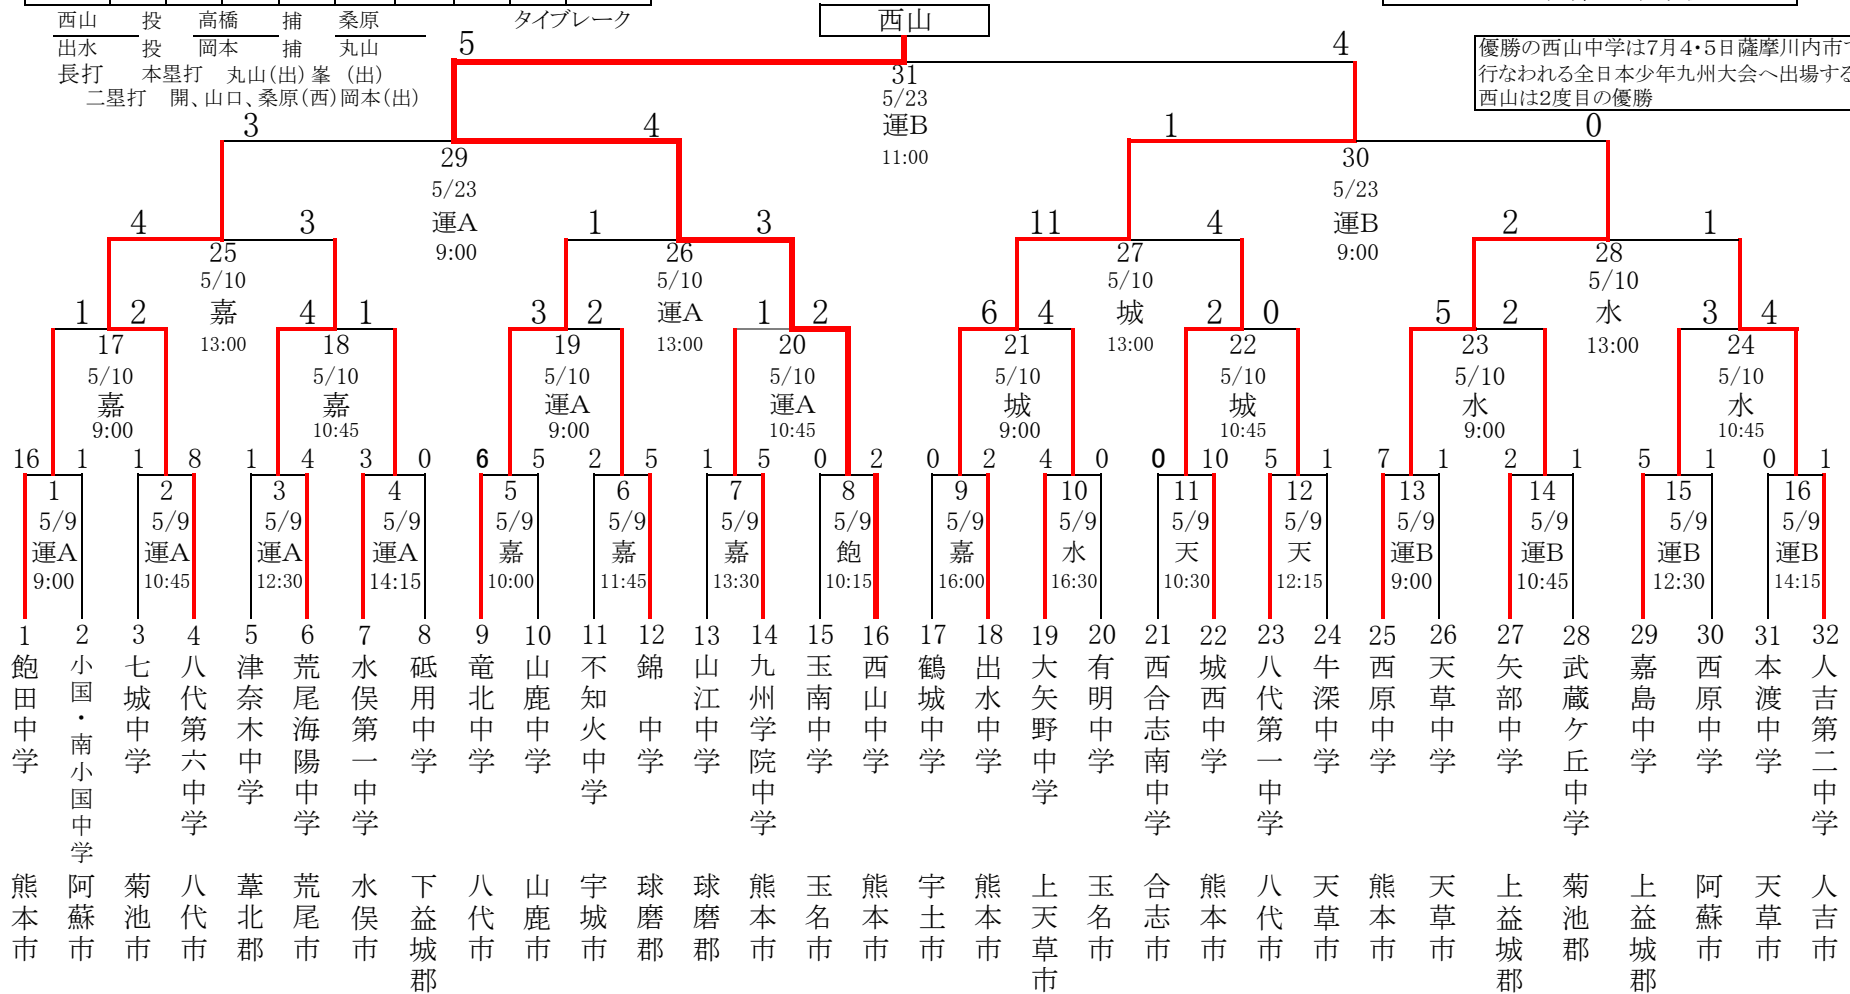 西山 投 高橋 捕 桑原
出水 投 岡本 捕 丸山
長打 本塁打 丸山(出) 峯 (出)
二塁打 開、山口、桑原(西)岡本(出)
タイブレーク
西山
優勝の西山中学は7月4・5日薩摩川内市で
行なわれる全日本少年九州大会へ出場する
西山は2度目の優勝
5 4
31
5/23
運B
11:00
3 4 1 0
29 30
5/23 5/23
運A 運B
9:00 9:00
4 3 1 3 11 4 2 1
25 26 27 28
5/10 5/10 5/10 5/10
嘉 運A 城 水
13:00 13:00 13:00 13:00
1 2 4 1 3 2 1 2 6 4 2 0 5 2 3 4
17 18 19 20 21 22 23 24
5/10 5/10 5/10 5/10 5/10 5/10 5/10 5/10
嘉 嘉 運A 運A 城 城 水 水
9:00 10:45 9:00 10:45 9:00 10:45 9:00 10:45
16 1 1 8 1 4 3 0 6 5 2 5 1 5 0 2 0 2 4 0 0 10 5 1 7 1 2 1 5 1 0 1
1 2 3 4 5 6 7 8 9 10 11 12 13 14 15 16
5/9 5/9 5/9 5/9 5/9 5/9 5/9 5/9 5/9 5/9 5/9 5/9 5/9 5/9 5/9 5/9
運A 運A 運A 運A 嘉 嘉 嘉 飽 嘉 水 天 天 運B 運B 運B 運B
9:00 10:45 12:30 14:15 10:00 11:45 13:30 10:15 16:00 16:30 10:30 12:15 9:00 10:45 12:30 14:15
1 2 3 4 5 6 7 8 9 10 11 12 13 14 15 16 17 18 19 20 21 22 23 24 25 26 27 28 29 30 31 32
飽田中学
小国・南小国中学
七城中学
八代第六中学
津奈木中学
荒尾海陽中学
水俣第一中学
砥用中学
竜北中学
山鹿中学
不知火中学
錦 中学
山江中学
九州学院中学
玉南中学
西山中学
鶴城中学
出水中学
大矢野中学
有明中学
西合志南中学
城西中学
八代第一中学
牛深中学
西原中学
天草中学
矢部中学
武蔵ケ丘中学
嘉島中学
西原中学
本渡中学
人吉第二中学
熊本市
阿蘇市
菊池市
八代市
葦北郡
荒尾市
水俣市
下益城郡
八代市
山鹿市
宇城市
球磨郡
球磨郡
熊本市
玉名市
熊本市
宇土市
熊本市
上天草市
玉名市
合志市
熊本市
八代市
天草市
熊本市
天草市
上益城郡
菊池郡
上益城郡
阿蘇市
天草市
人吉市